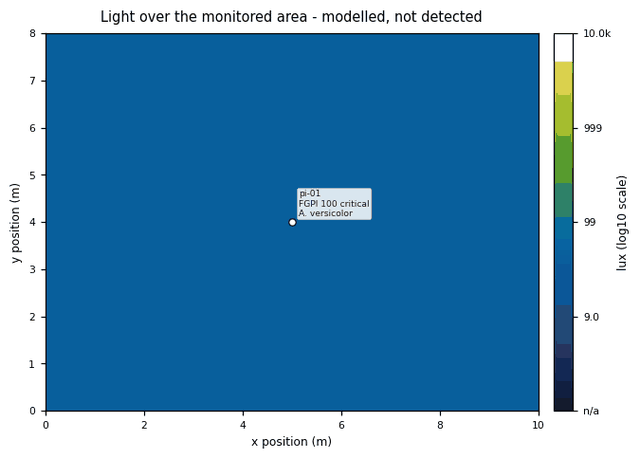 Light over the monitored area - modelled, not detected
8
7
6
5
4
3
2
1
0
y position (m)
pi-01
FGPI 100 critical
A. versicolor
0 2 4 6 8 10
x position (m)
10.0k
999
99
9.0
n/a
lux (log10 scale)